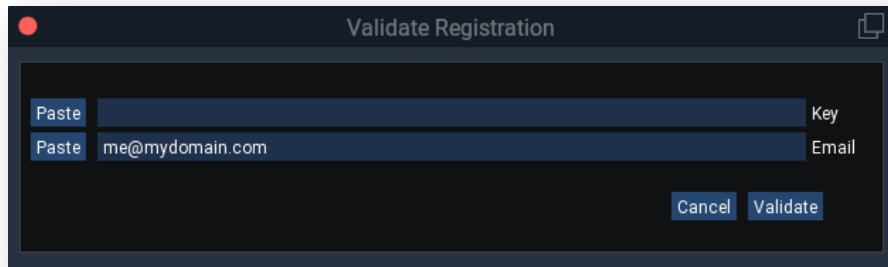 Validate Registration
Paste Key
Paste me@mydomain.com Email
Cancel Validate